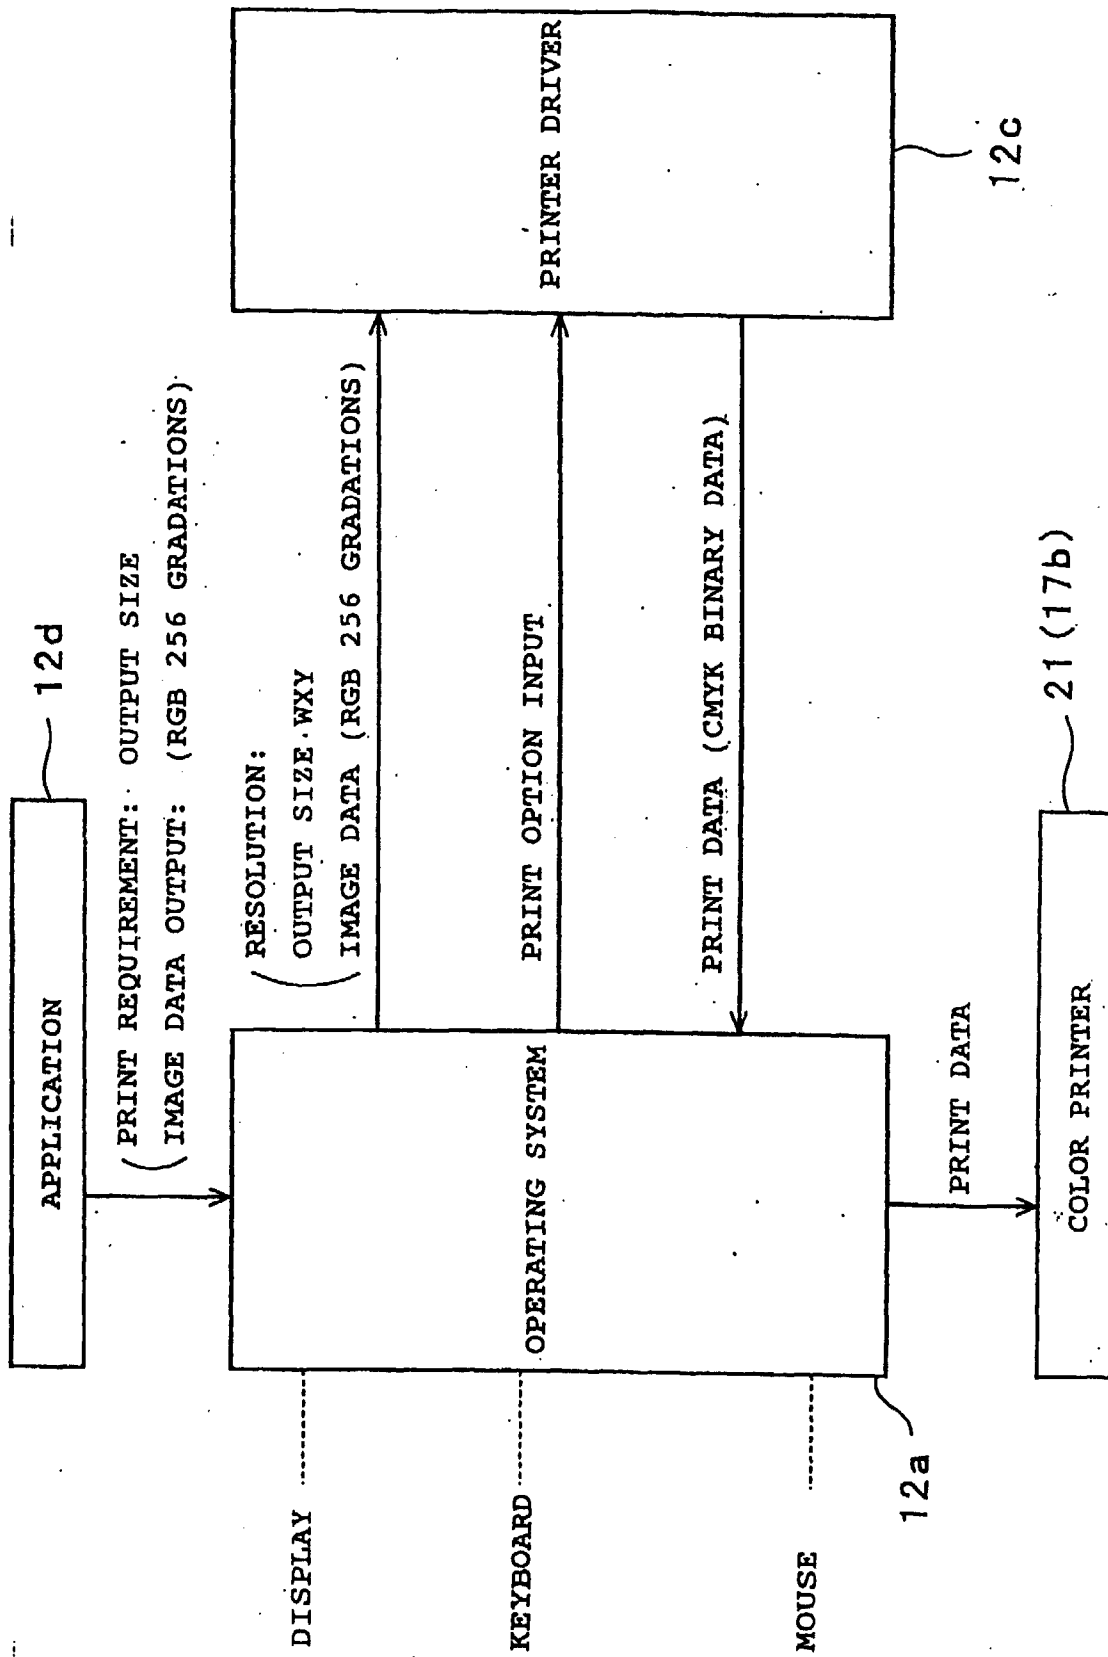 APPLICATION
12d
PRINT REQUIREMENT: OUTPUT SIZE
IMAGE DATA OUTPUT: (RGB 256 GRADATIONS)
DISPLAY
KEYBOARD
MOUSE
OPERATING SYSTEM
12a
RESOLUTION:
OUTPUT SIZE·WXY
IMAGE DATA (RGB 256 GRADATIONS)
PRINT OPTION INPUT
PRINT DATA (CMYK BINARY DATA)
PRINTER DRIVER
12c
PRINT DATA
COLOR PRINTER
21 (17b)